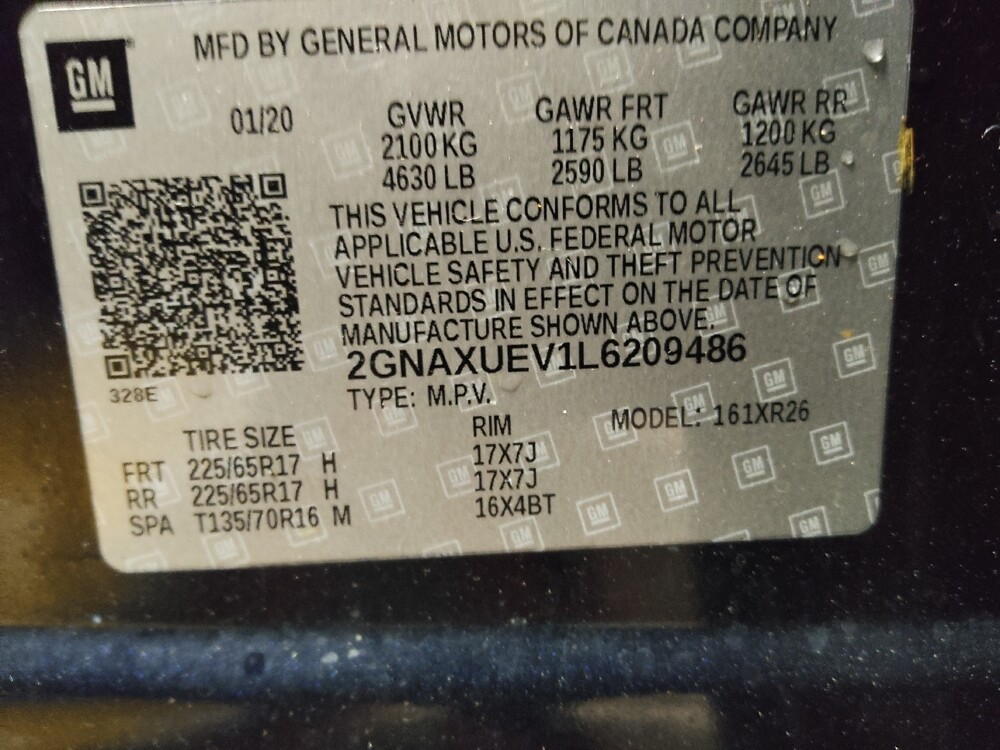 GM
MFD BY GENERAL MOTORS OF CANADA COMPANY
01/20
GVWR GAWR FRT GAWR RR
2100 KG 1175 KG 1200 KG
4630 LB 2590 LB 2645 LB
THIS VEHICLE CONFORMS TO ALL
APPLICABLE U.S. FEDERAL MOTOR
VEHICLE SAFETY AND THEFT PREVENTION
STANDARDS IN EFFECT ON THE DATE OF
MANUFACTURE SHOWN ABOVE.
2GNAXUEV1L6209486
328E
TYPE: M.P.V. MODEL: 161XR26
TIRE SIZE RIM
FRT 225/65R17 H 17X7J
RR 225/65R17 H 17X7J
SPA T135/70R16 M 16X4BT